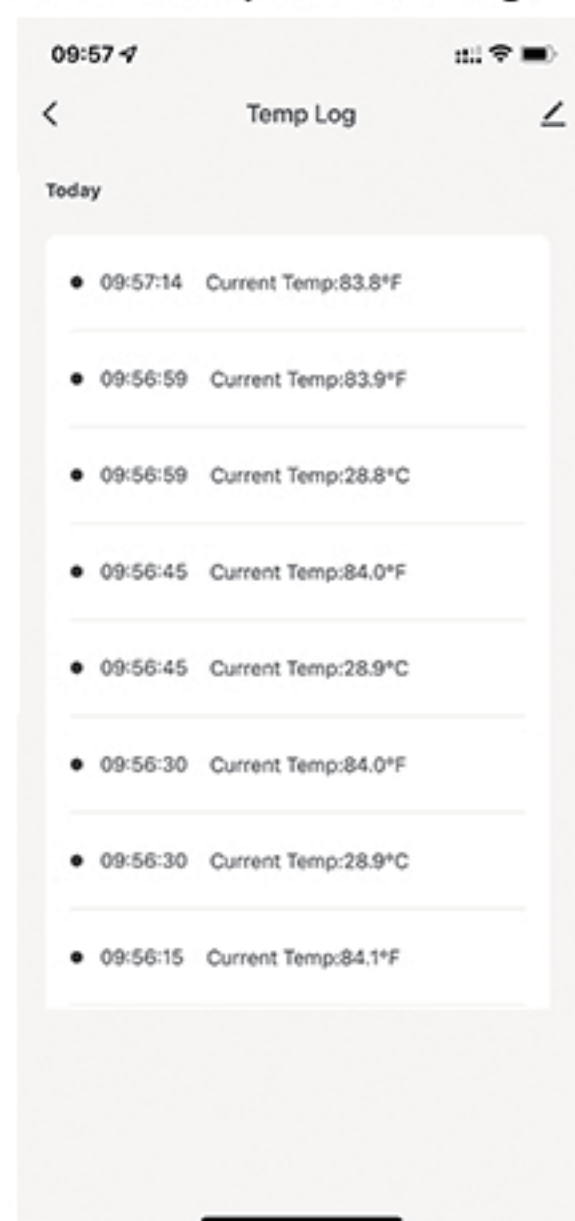 09:57
Temp Log
Today
09:57:14 Current Temp:83.8°F
09:56:59 Current Temp:83.9°F
09:56:59 Current Temp:28.8°C
09:56:45 Current Temp:84.0°F
09:56:45 Current Temp:28.9°C
09:56:30 Current Temp:84.0°F
09:56:30 Current Temp:28.9°C
09:56:15 Current Temp:84.1°F